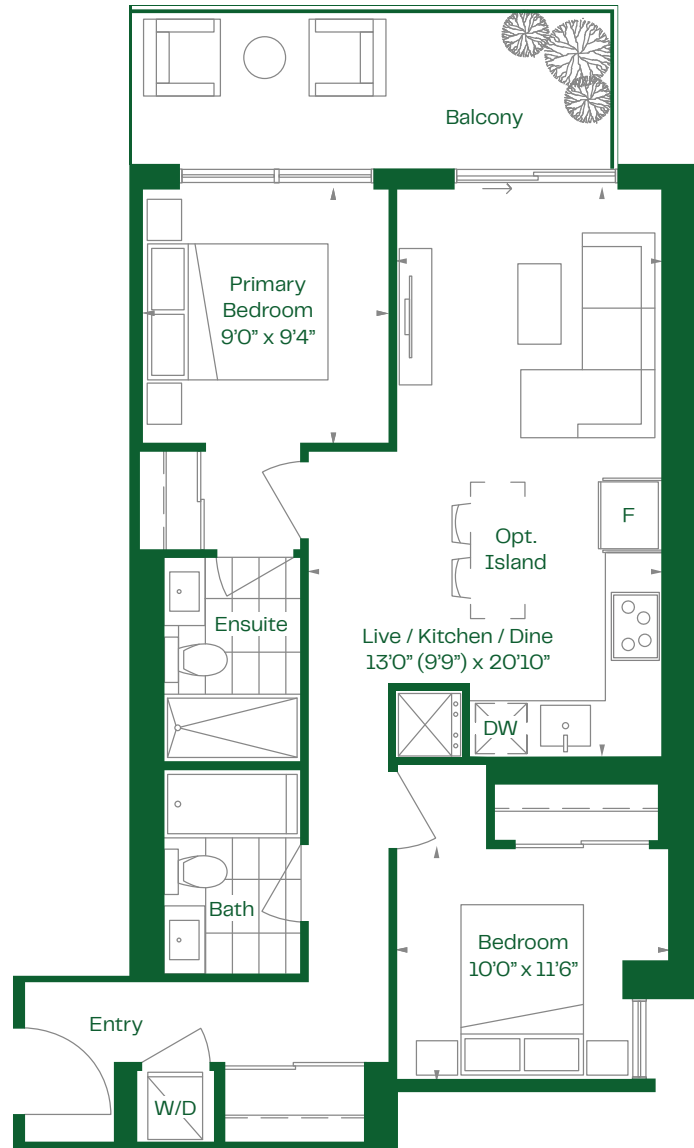 Balcony
Primary
Bedroom
9’0” x 9’4”
F
Opt.
Island
Ensuite
Live / Kitchen / Dine
13’0” (9’9”) x 20’10”
DW
Bath
Bedroom
10’0” x 11’6”
Entry
W/D